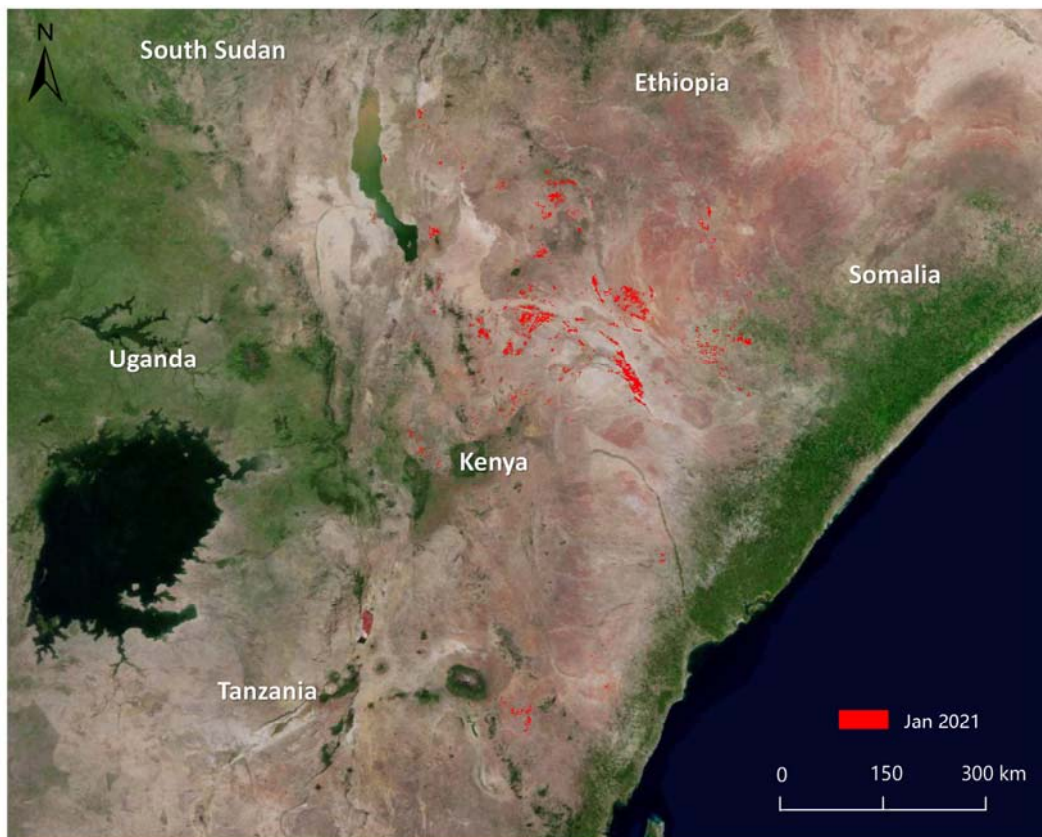 N
South Sudan
Ethiopia
Somalia
Uganda
Kenya
Tanzania
Jan 2021
0 150 300 km